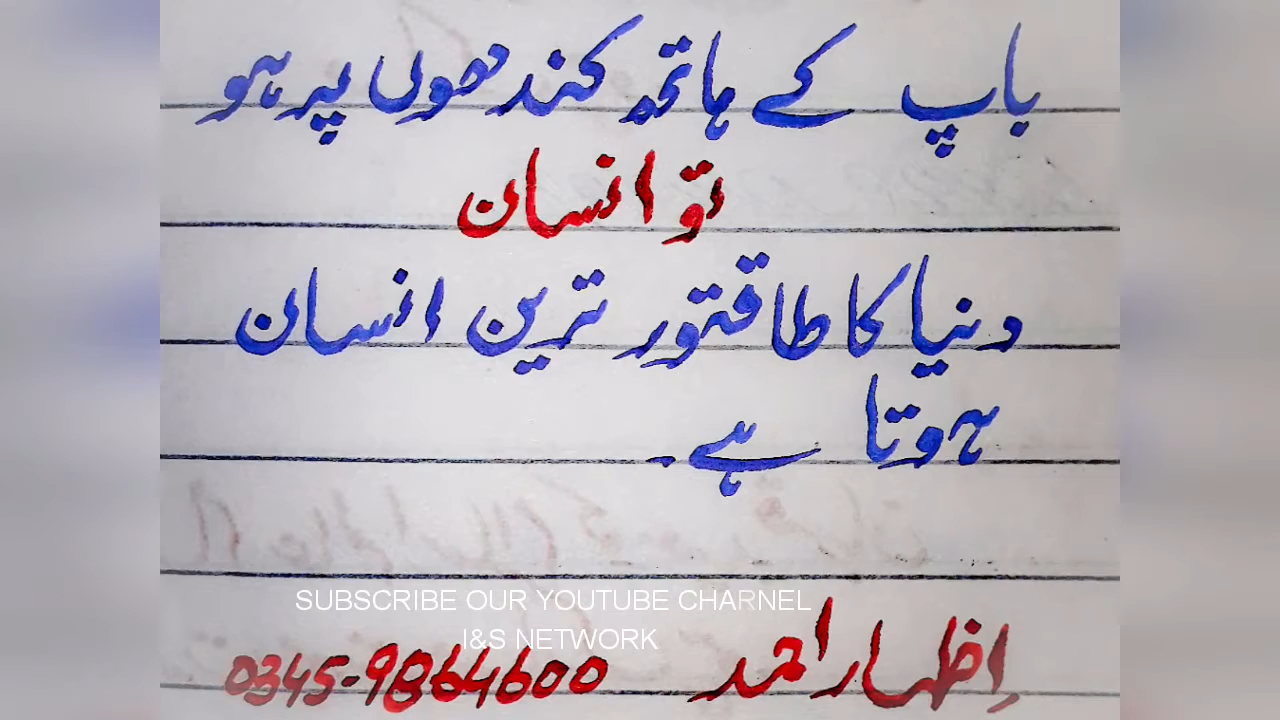 باپ کے ہاتھ کندھوں پر ہو
تو انسان
دنیا کا طاقتور ترین انسان
ہوتا ہے۔
SUBSCRIBE OUR YOUTUBE CHARNEL
I&S NETWORK
اِظہار احمد 0345-9864600